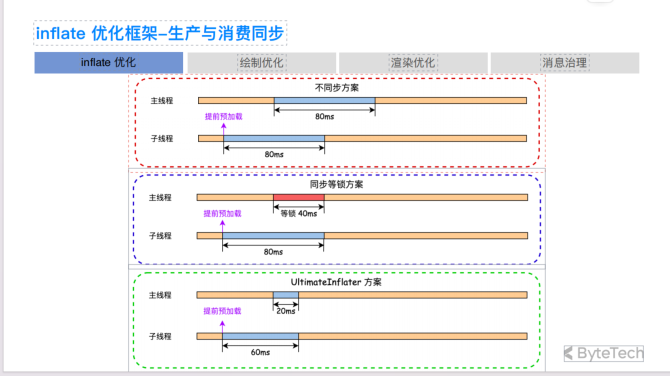 inflate 优化框架-生产与消费同步
inflate 优化
绘制优化
渲染优化
消息治理
不同步方案
主线程
80ms
提前预加载
子线程
80ms
同步等锁方案
主线程
等锁 40ms
提前预加载
子线程
80ms
UltimateInflater 方案
主线程
20ms
提前预加载
子线程
60ms
ByteTech